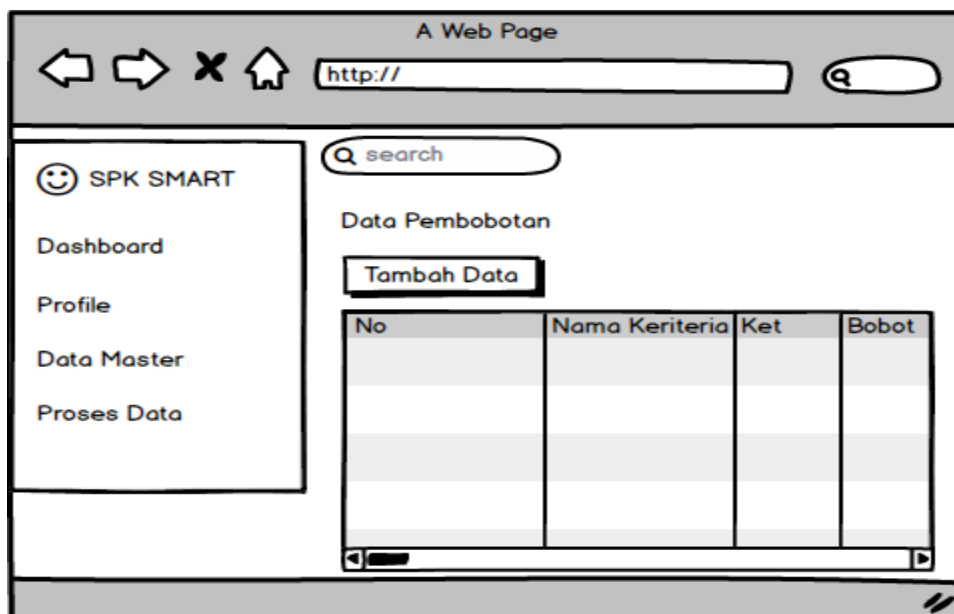 A Web Page
http://
search
SPK SMART
Data Pembobotan
Dashboard
Tambah Data
Profile
No Nama Keriteria Ket Bobot
Data Master
Proses Data